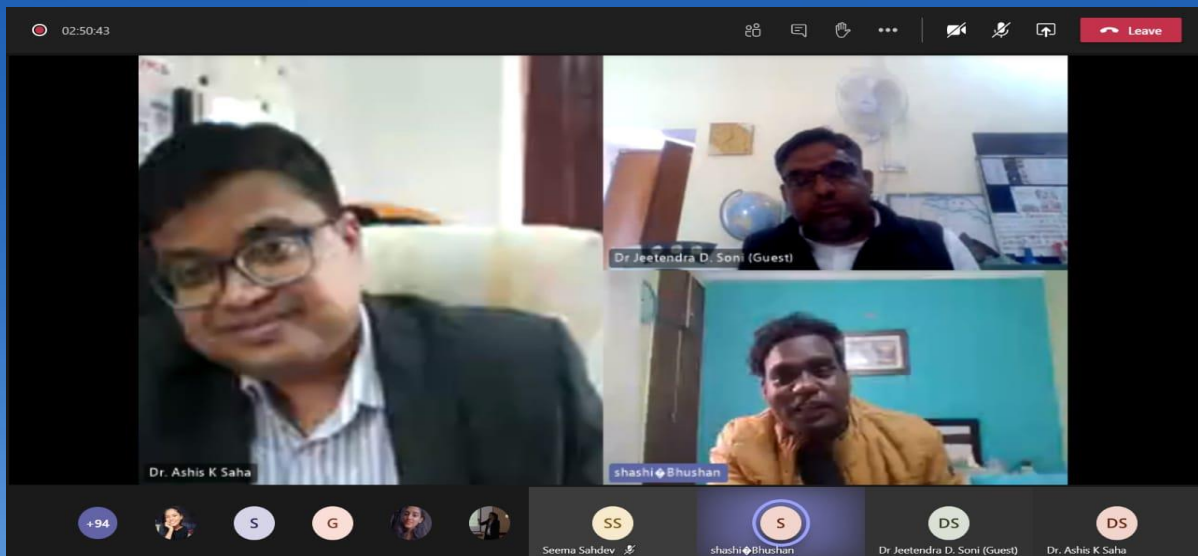 02:50:43
Leave
Dr. Ashis K Saha
Dr Jeetendra D. Soni (Guest)
shashi�Bhushan
+94
S
G
SS
S
DS
DS
Seema Sahdev
shashi�Bhushan
Dr Jeetendra D. Soni (Guest)
Dr. Ashis K Saha